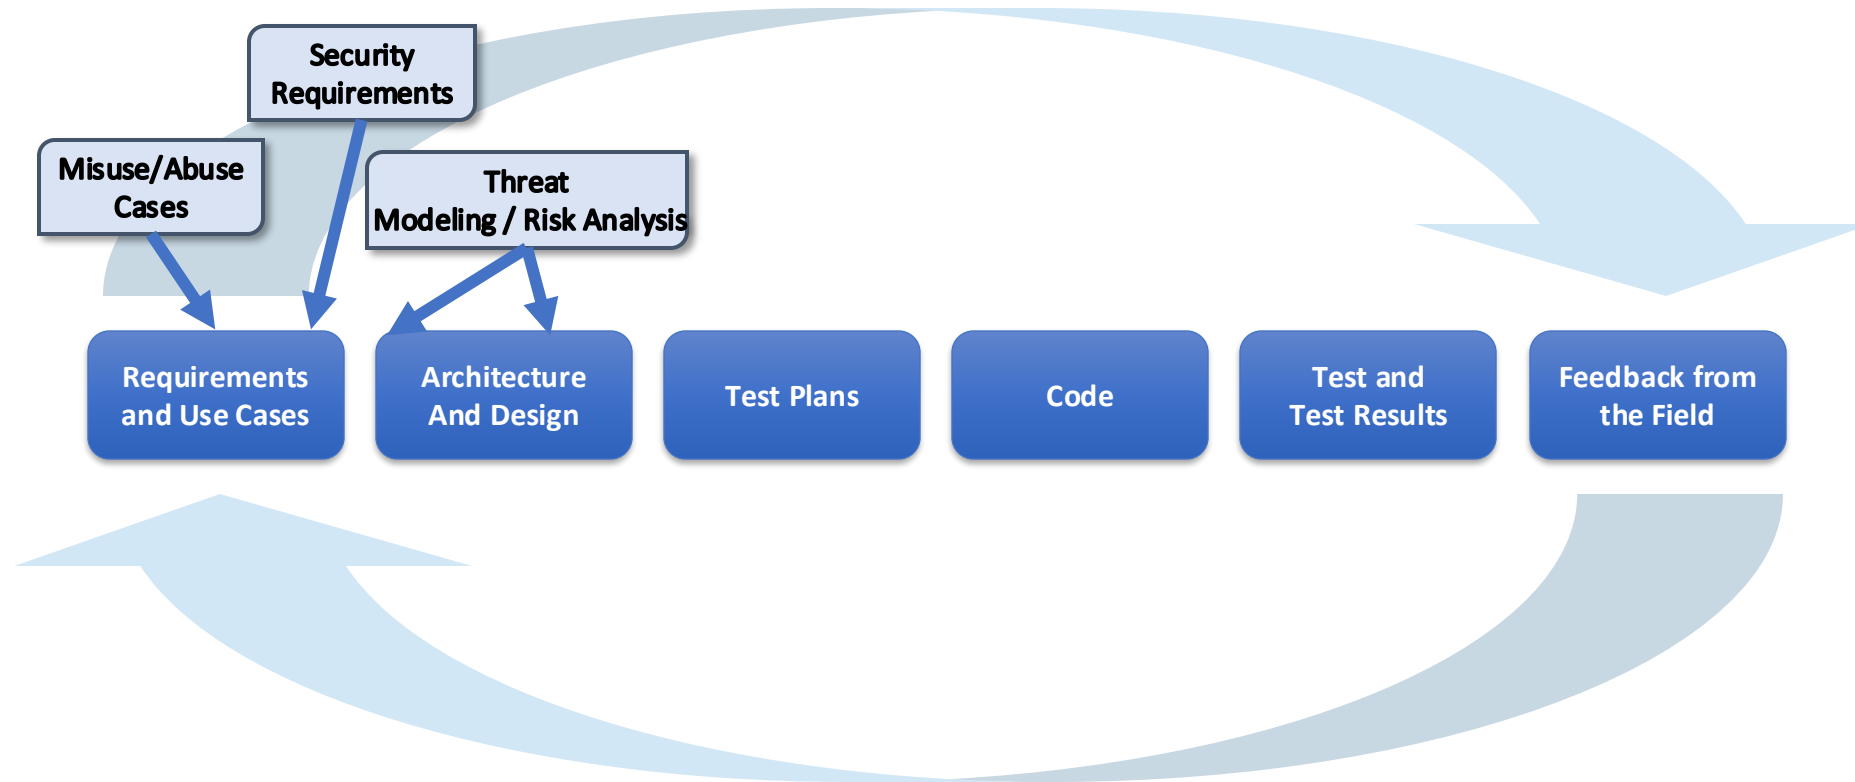 Security
Requirements
Misuse/Abuse
Cases
Threat
Modeling / Risk Analysis
Requirements
and Use Cases
Architecture
And Design
Test Plans
Code
Test and
Test Results
Feedback from
the Field